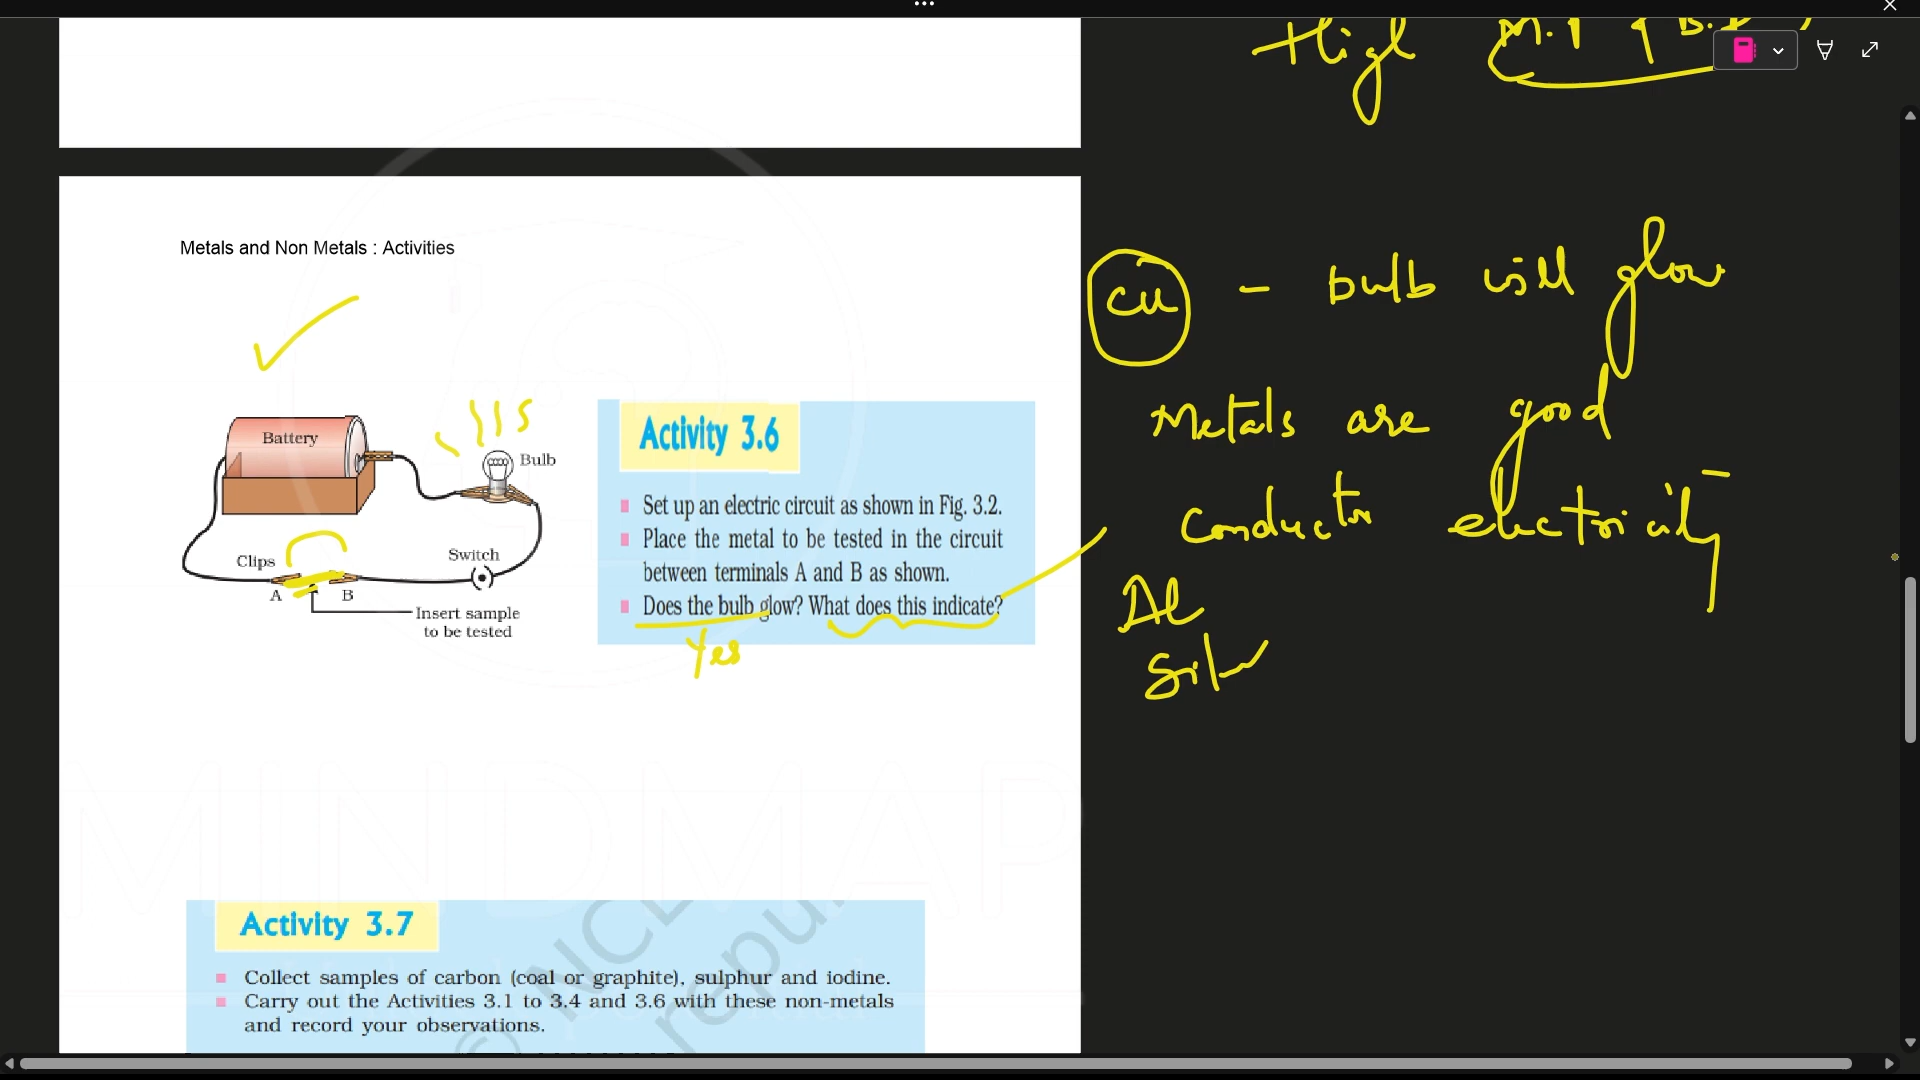 High M.P & B.P,
Metals and Non Metals : Activities
Cu - bulb will glow
Battery
Bulb
Clips
Switch
A
B
Insert sample
to be tested
Activity 3.6
Set up an electric circuit as shown in Fig. 3.2.
Place the metal to be tested in the circuit
between terminals A and B as shown.
Does the bulb glow? What does this indicate?
Yes
Metals are good
conductor electricity
Al
MINDMAP
Activity 3.7
Collect samples of carbon (coal or graphite), sulphur and iodine.
Carry out the Activities 3.1 to 3.4 and 3.6 with these non-metals
and record your observations.